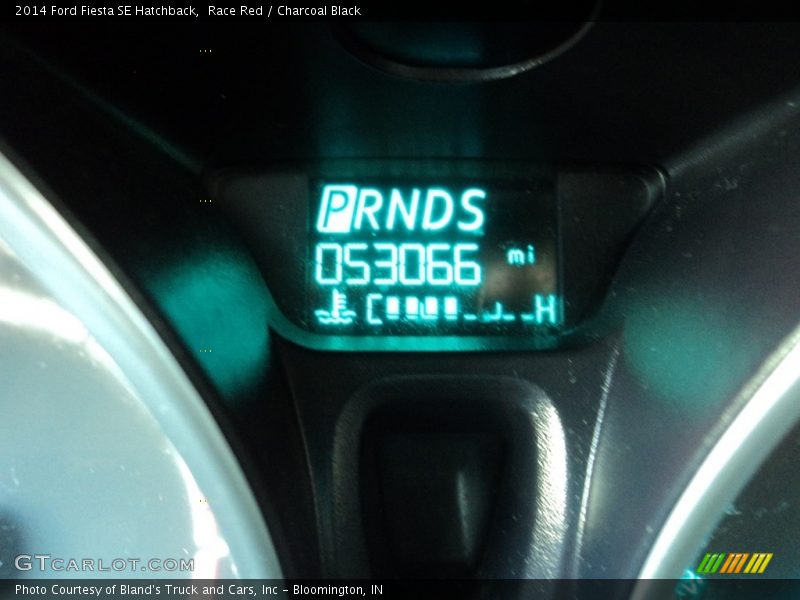 2014 Ford Fiesta SE Hatchback,  Race Red / Charcoal Black
PRNDS
053066 mi
C H
GTCARLOT.COM
Photo Courtesy of Bland's Truck and Cars, Inc - Bloomington, IN